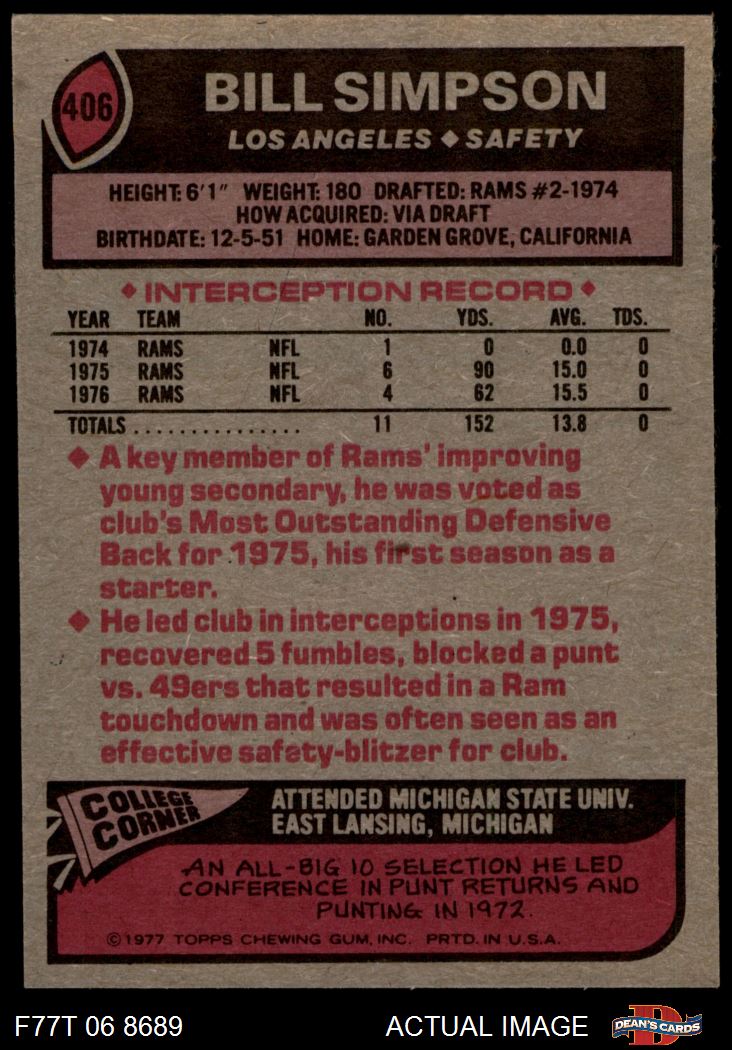 406
BILL SIMPSON
LOS ANGELES ◆ SAFETY
HEIGHT: 6'1" WEIGHT: 180 DRAFTED: RAMS #2-1974
HOW ACQUIRED: VIA DRAFT
BIRTHDATE: 12-5-51 HOME: GARDEN GROVE, CALIFORNIA
◆ INTERCEPTION RECORD ◆
YEAR TEAM NO. YDS. AVG. TDS.
1974 RAMS NFL 1 0 0.0 0
1975 RAMS NFL 6 90 15.0 0
1976 RAMS NFL 4 62 15.5 0
TOTALS . . . . . . . . . . . . . . . 11 152 13.8 0
◆ A key member of Rams' improving
young secondary, he was voted as
club's Most Outstanding Defensive
Back for 1975, his first season as a
starter.
◆ He led club in interceptions in 1975,
recovered 5 fumbles, blocked a punt
vs. 49ers that resulted in a Ram
touchdown and was often seen as an
effective safety-blitzer for club.
COLLEGE
CORNER
ATTENDED MICHIGAN STATE UNIV.
EAST LANSING, MICHIGAN
AN ALL-BIG 10 SELECTION HE LED
CONFERENCE IN PUNT RETURNS AND
PUNTING IN 1972.
©1977 TOPPS CHEWING GUM, INC. PRTD. IN U.S.A.
F77T 06 8689 ACTUAL IMAGE
D
DEAN'S CARDS